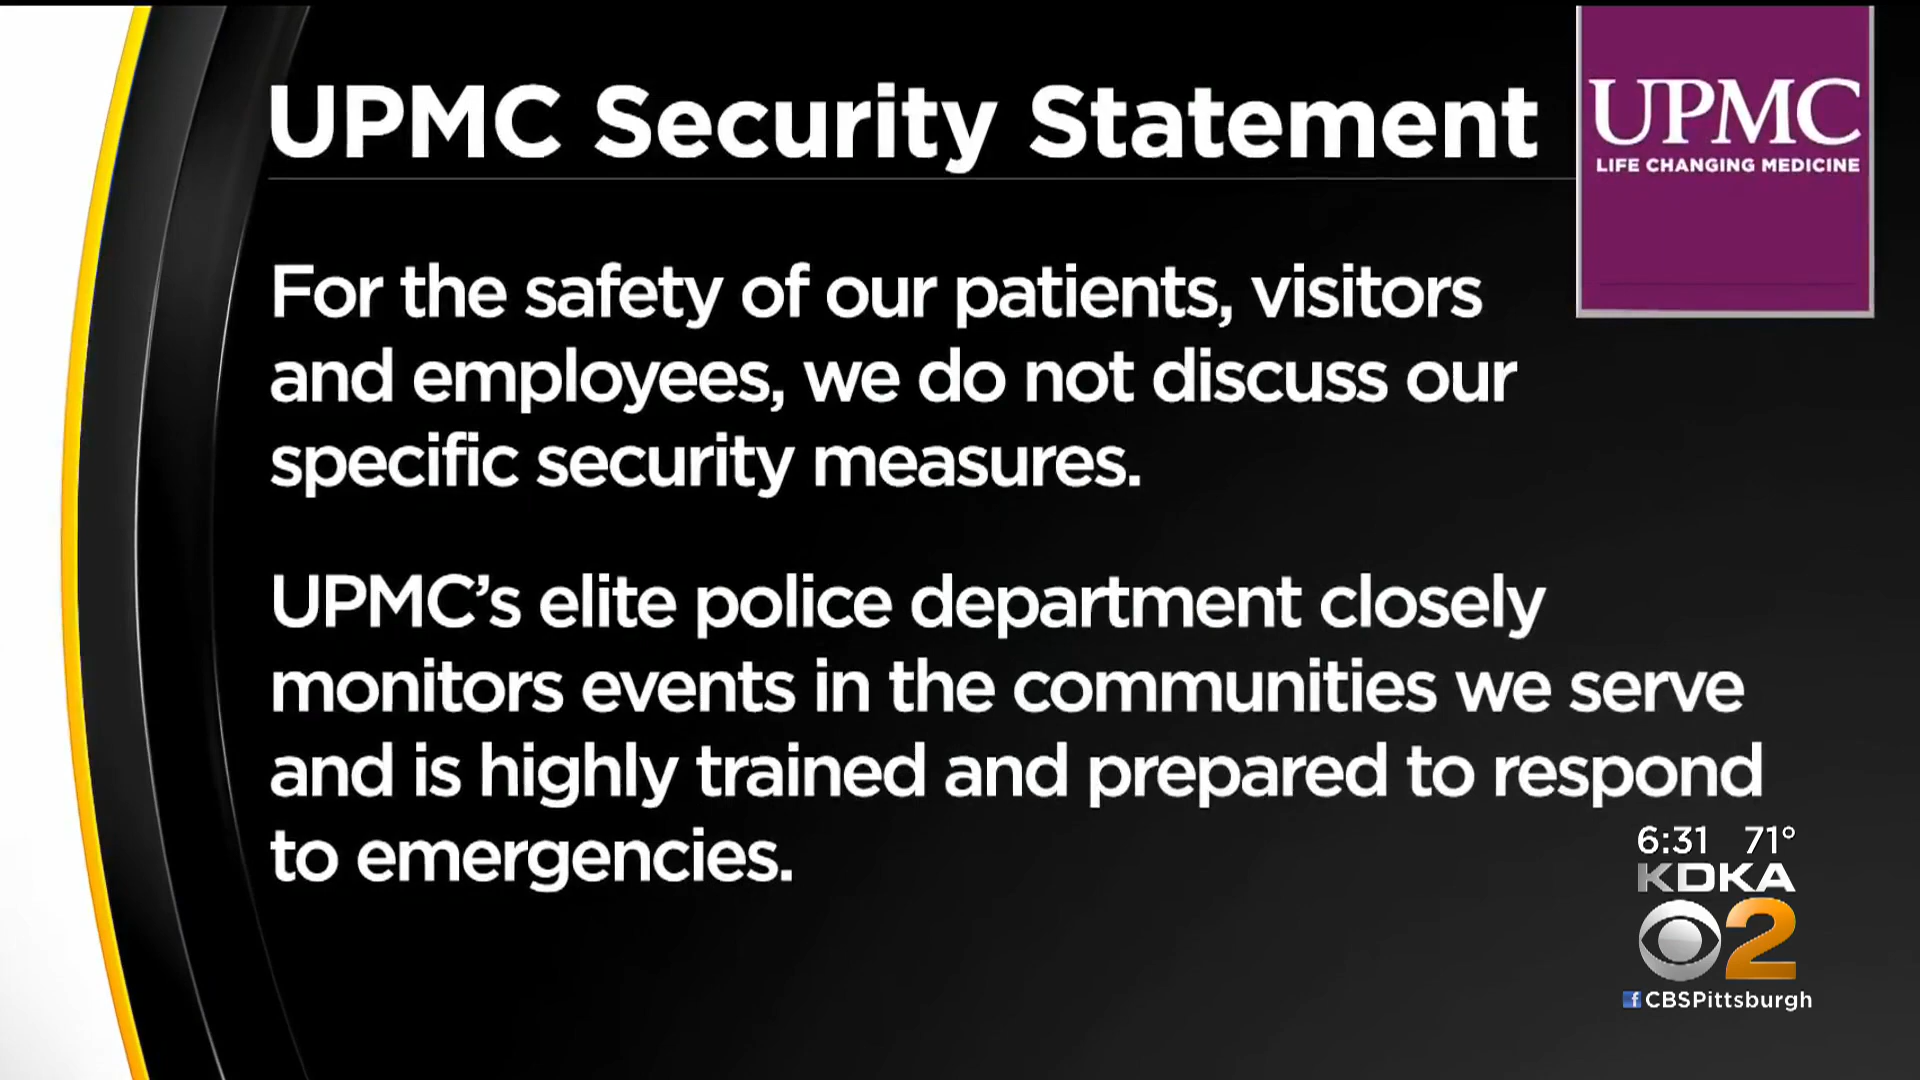 UPMC Security Statement
UPMC
LIFE CHANGING MEDICINE
For the safety of our patients, visitors
and employees, we do not discuss our
specific security measures.
UPMC’s elite police department closely
monitors events in the communities we serve
and is highly trained and prepared to respond
to emergencies.
6:31 71°
KDKA
2
f CBSPittsburgh